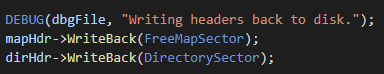 DEBUG(dbgFile, "Writing headers back to disk.");
mapHdr->WriteBack(FreeMapSector);
dirHdr->WriteBack(DirectorySector);